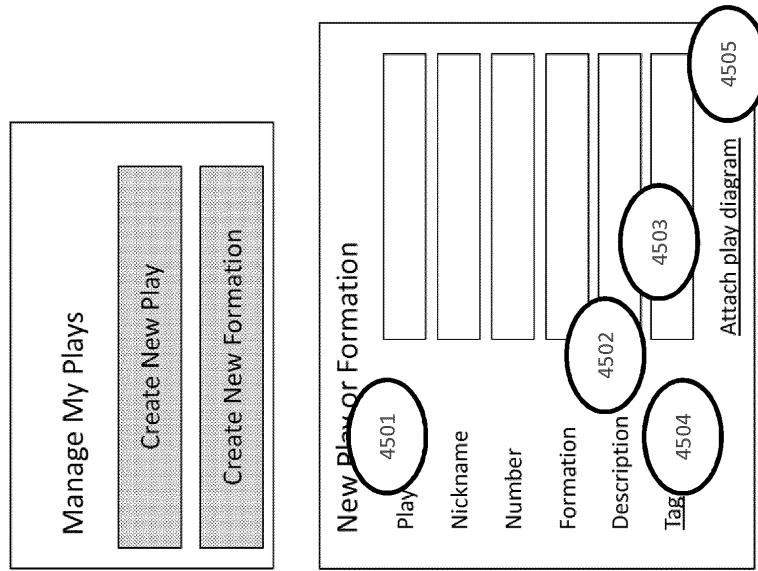 Manage My Plays
Create New Play
Create New Formation
New Play or Formation
4501
Play
Nickname
Number
Formation
4502
Description
4503
Tag
4504
Attach play diagram
4505